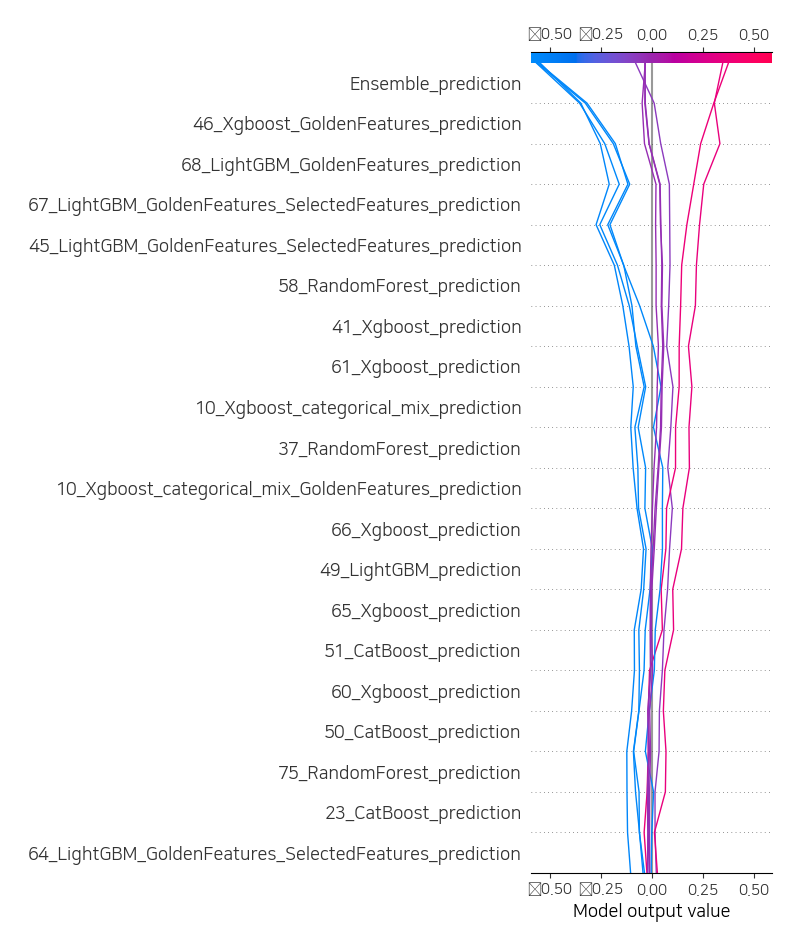 0.50 0.25 0.00 0.25 0.50
Ensemble_prediction
46_Xgboost_GoldenFeatures_prediction
68_LightGBM_GoldenFeatures_prediction
67_LightGBM_GoldenFeatures_SelectedFeatures_prediction
45_LightGBM_GoldenFeatures_SelectedFeatures_prediction
58_RandomForest_prediction
41_Xgboost_prediction
61_Xgboost_prediction
10_Xgboost_categorical_mix_prediction
37_RandomForest_prediction
10_Xgboost_categorical_mix_GoldenFeatures_prediction
66_Xgboost_prediction
49_LightGBM_prediction
65_Xgboost_prediction
51_CatBoost_prediction
60_Xgboost_prediction
50_CatBoost_prediction
75_RandomForest_prediction
23_CatBoost_prediction
64_LightGBM_GoldenFeatures_SelectedFeatures_prediction
0.50 0.25 0.00 0.25 0.50
Model output value